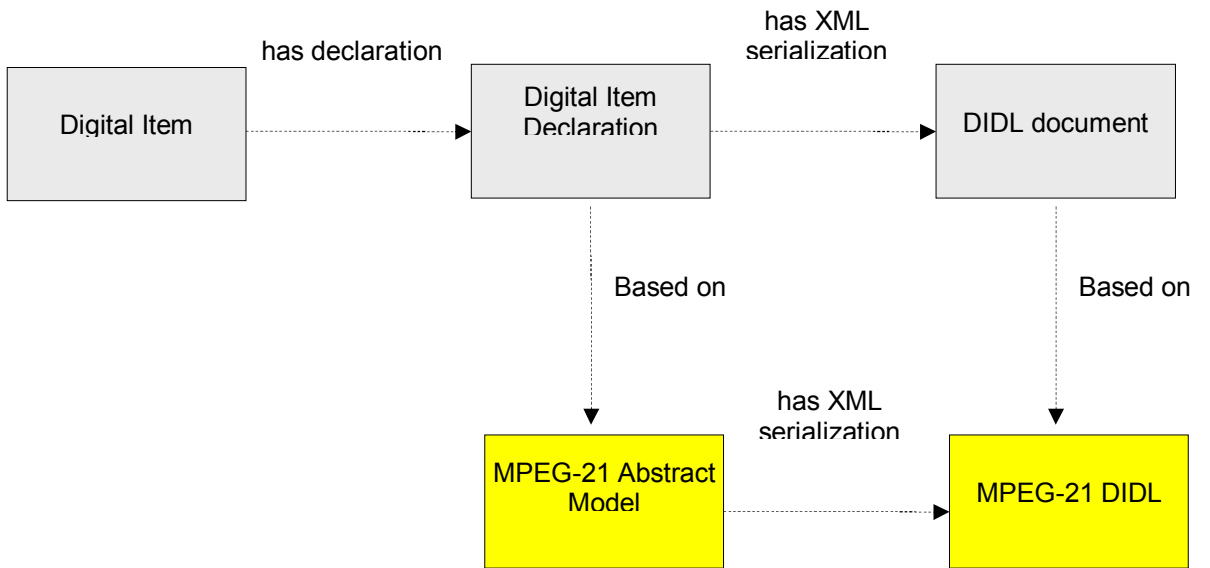 has declaration
has XML
serialization
Digital Item
Digital Item
Declaration
DIDL document
Based on
Based on
has XML
serialization
MPEG-21 Abstract
Model
MPEG-21 DIDL